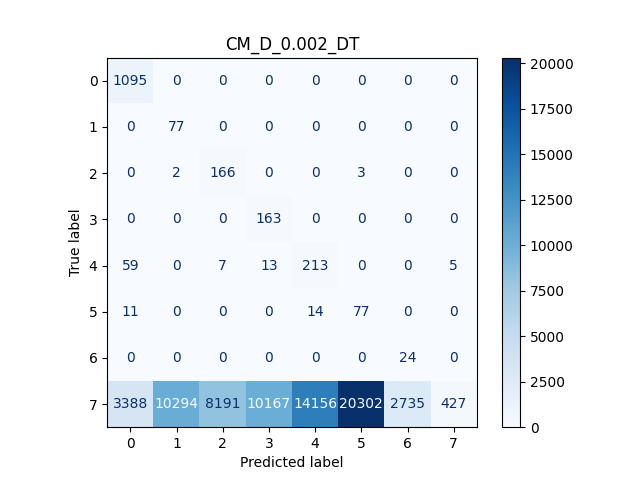 CM_D_0.002_DT
0 1095 0 0 0 0 0 0 0
1 0 77 0 0 0 0 0 0
2 0 2 166 0 0 3 0 0
3 0 0 0 163 0 0 0 0
4 59 0 7 13 213 0 0 5
5 11 0 0 0 14 77 0 0
6 0 0 0 0 0 0 24 0
7 3388 10294 8191 10167 14156 20302 2735 427
0 1 2 3 4 5 6 7
Predicted label
True label
20000
17500
15000
12500
10000
7500
5000
2500
0